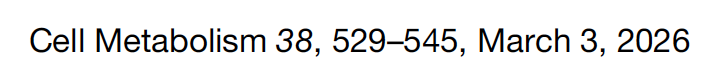 Cell Metabolism 38, 529–545, March 3, 2026